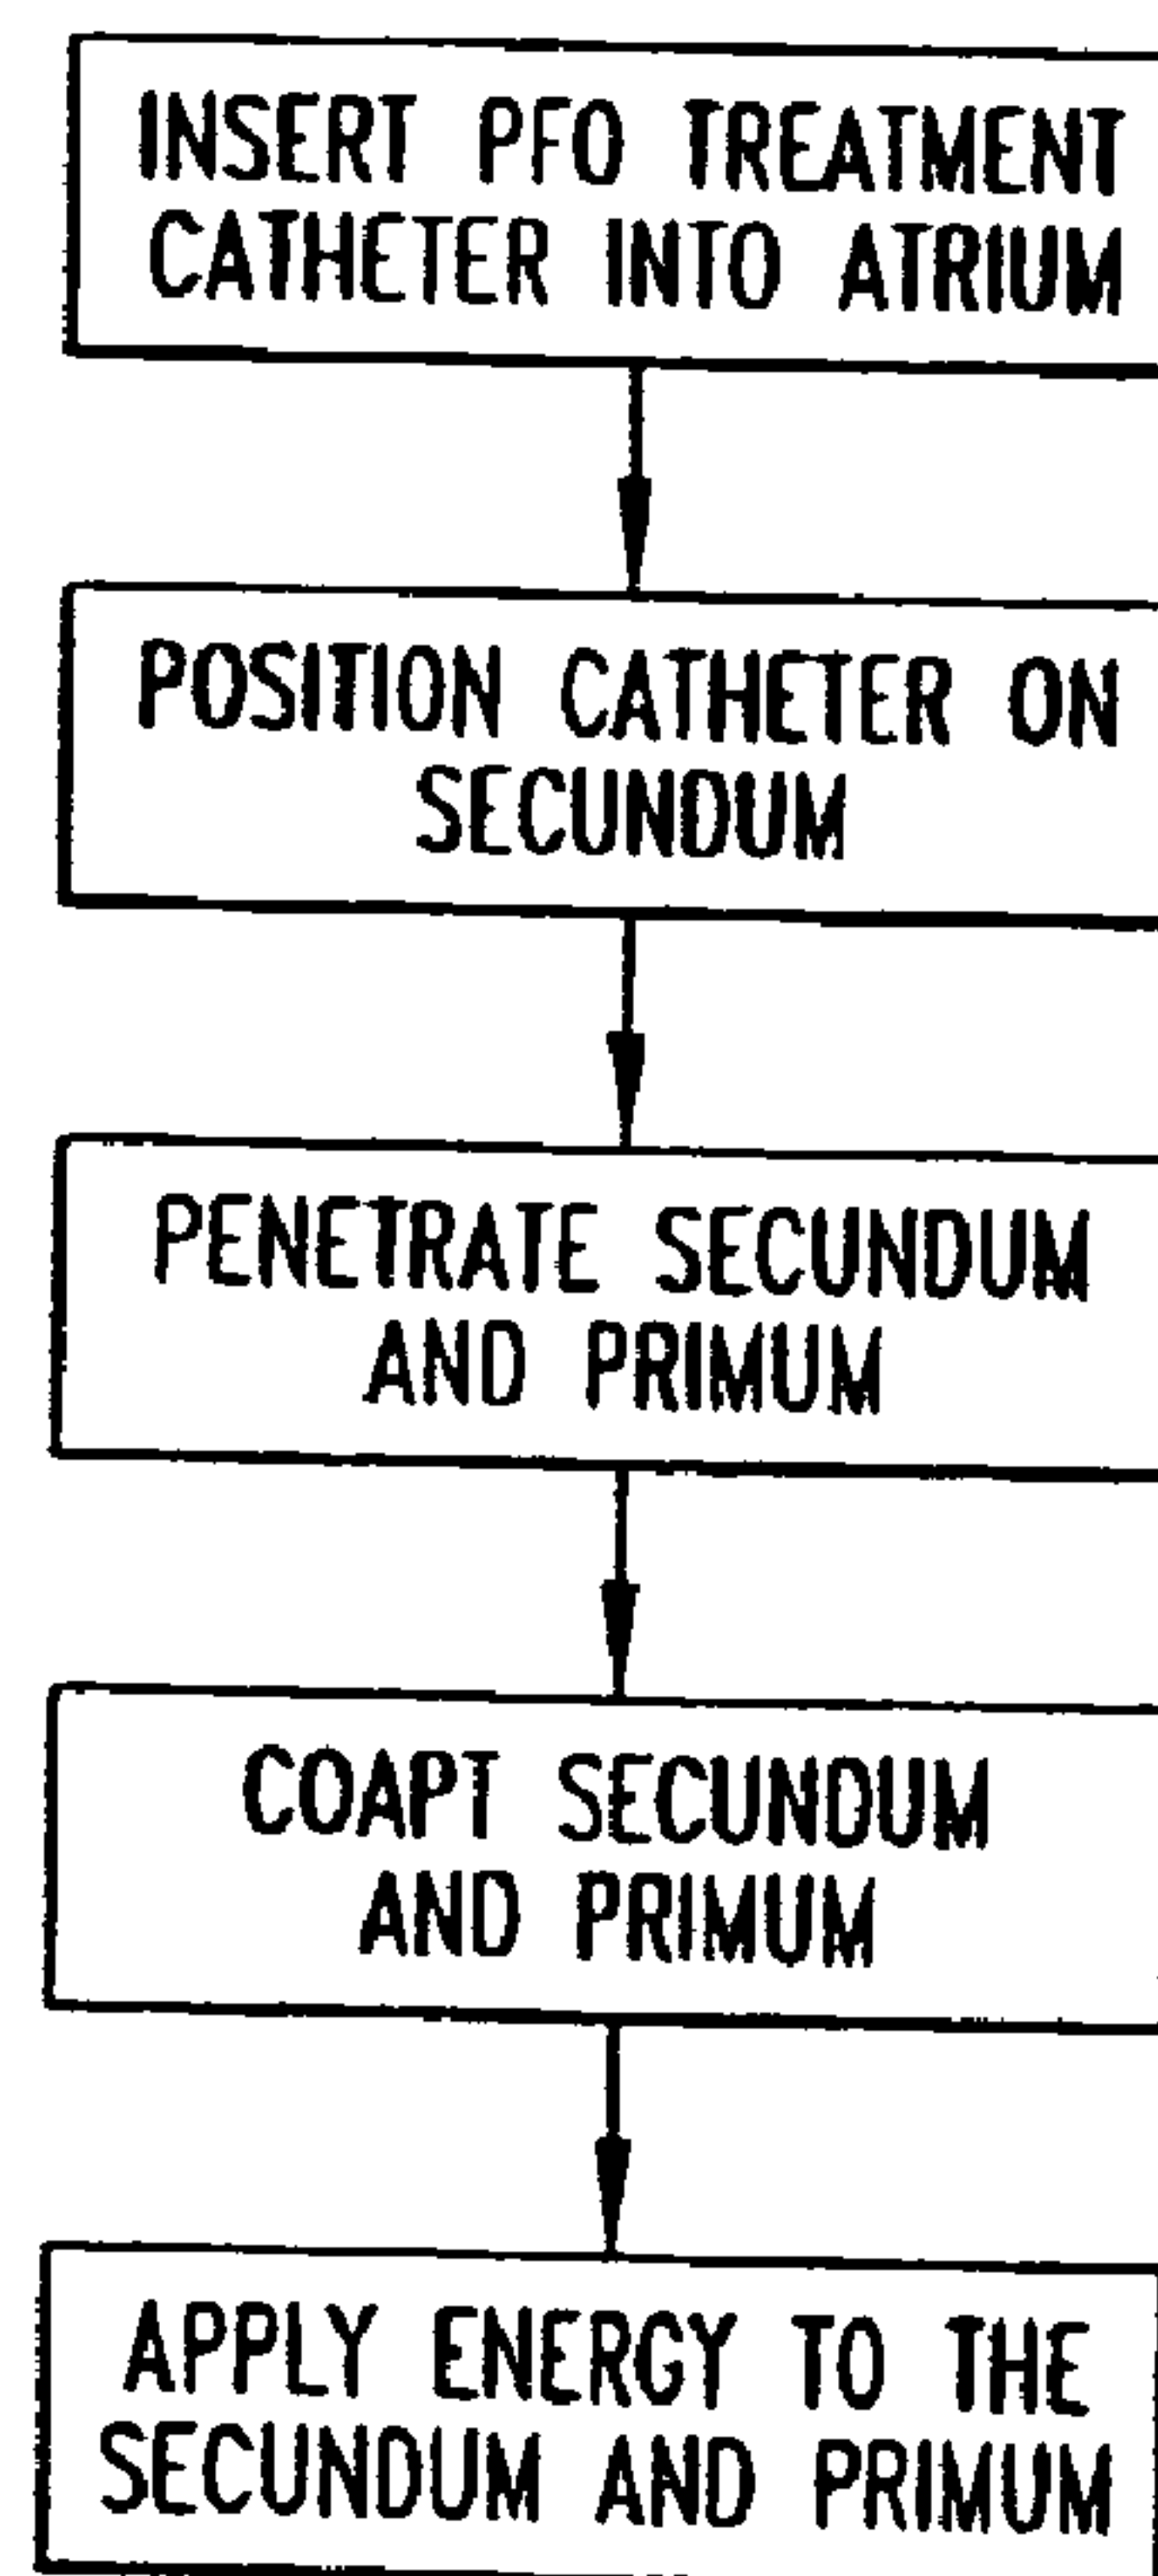 INSERT PFO TREATMENT
CATHETER INTO ATRIUM
POSITION CATHETER ON
SECUNDUM
PENETRATE SECUNDUM
AND PRIMUM
COAPT SECUNDUM
AND PRIMUM
APPLY ENERGY TO THE
SECUNDUM AND PRIMUM